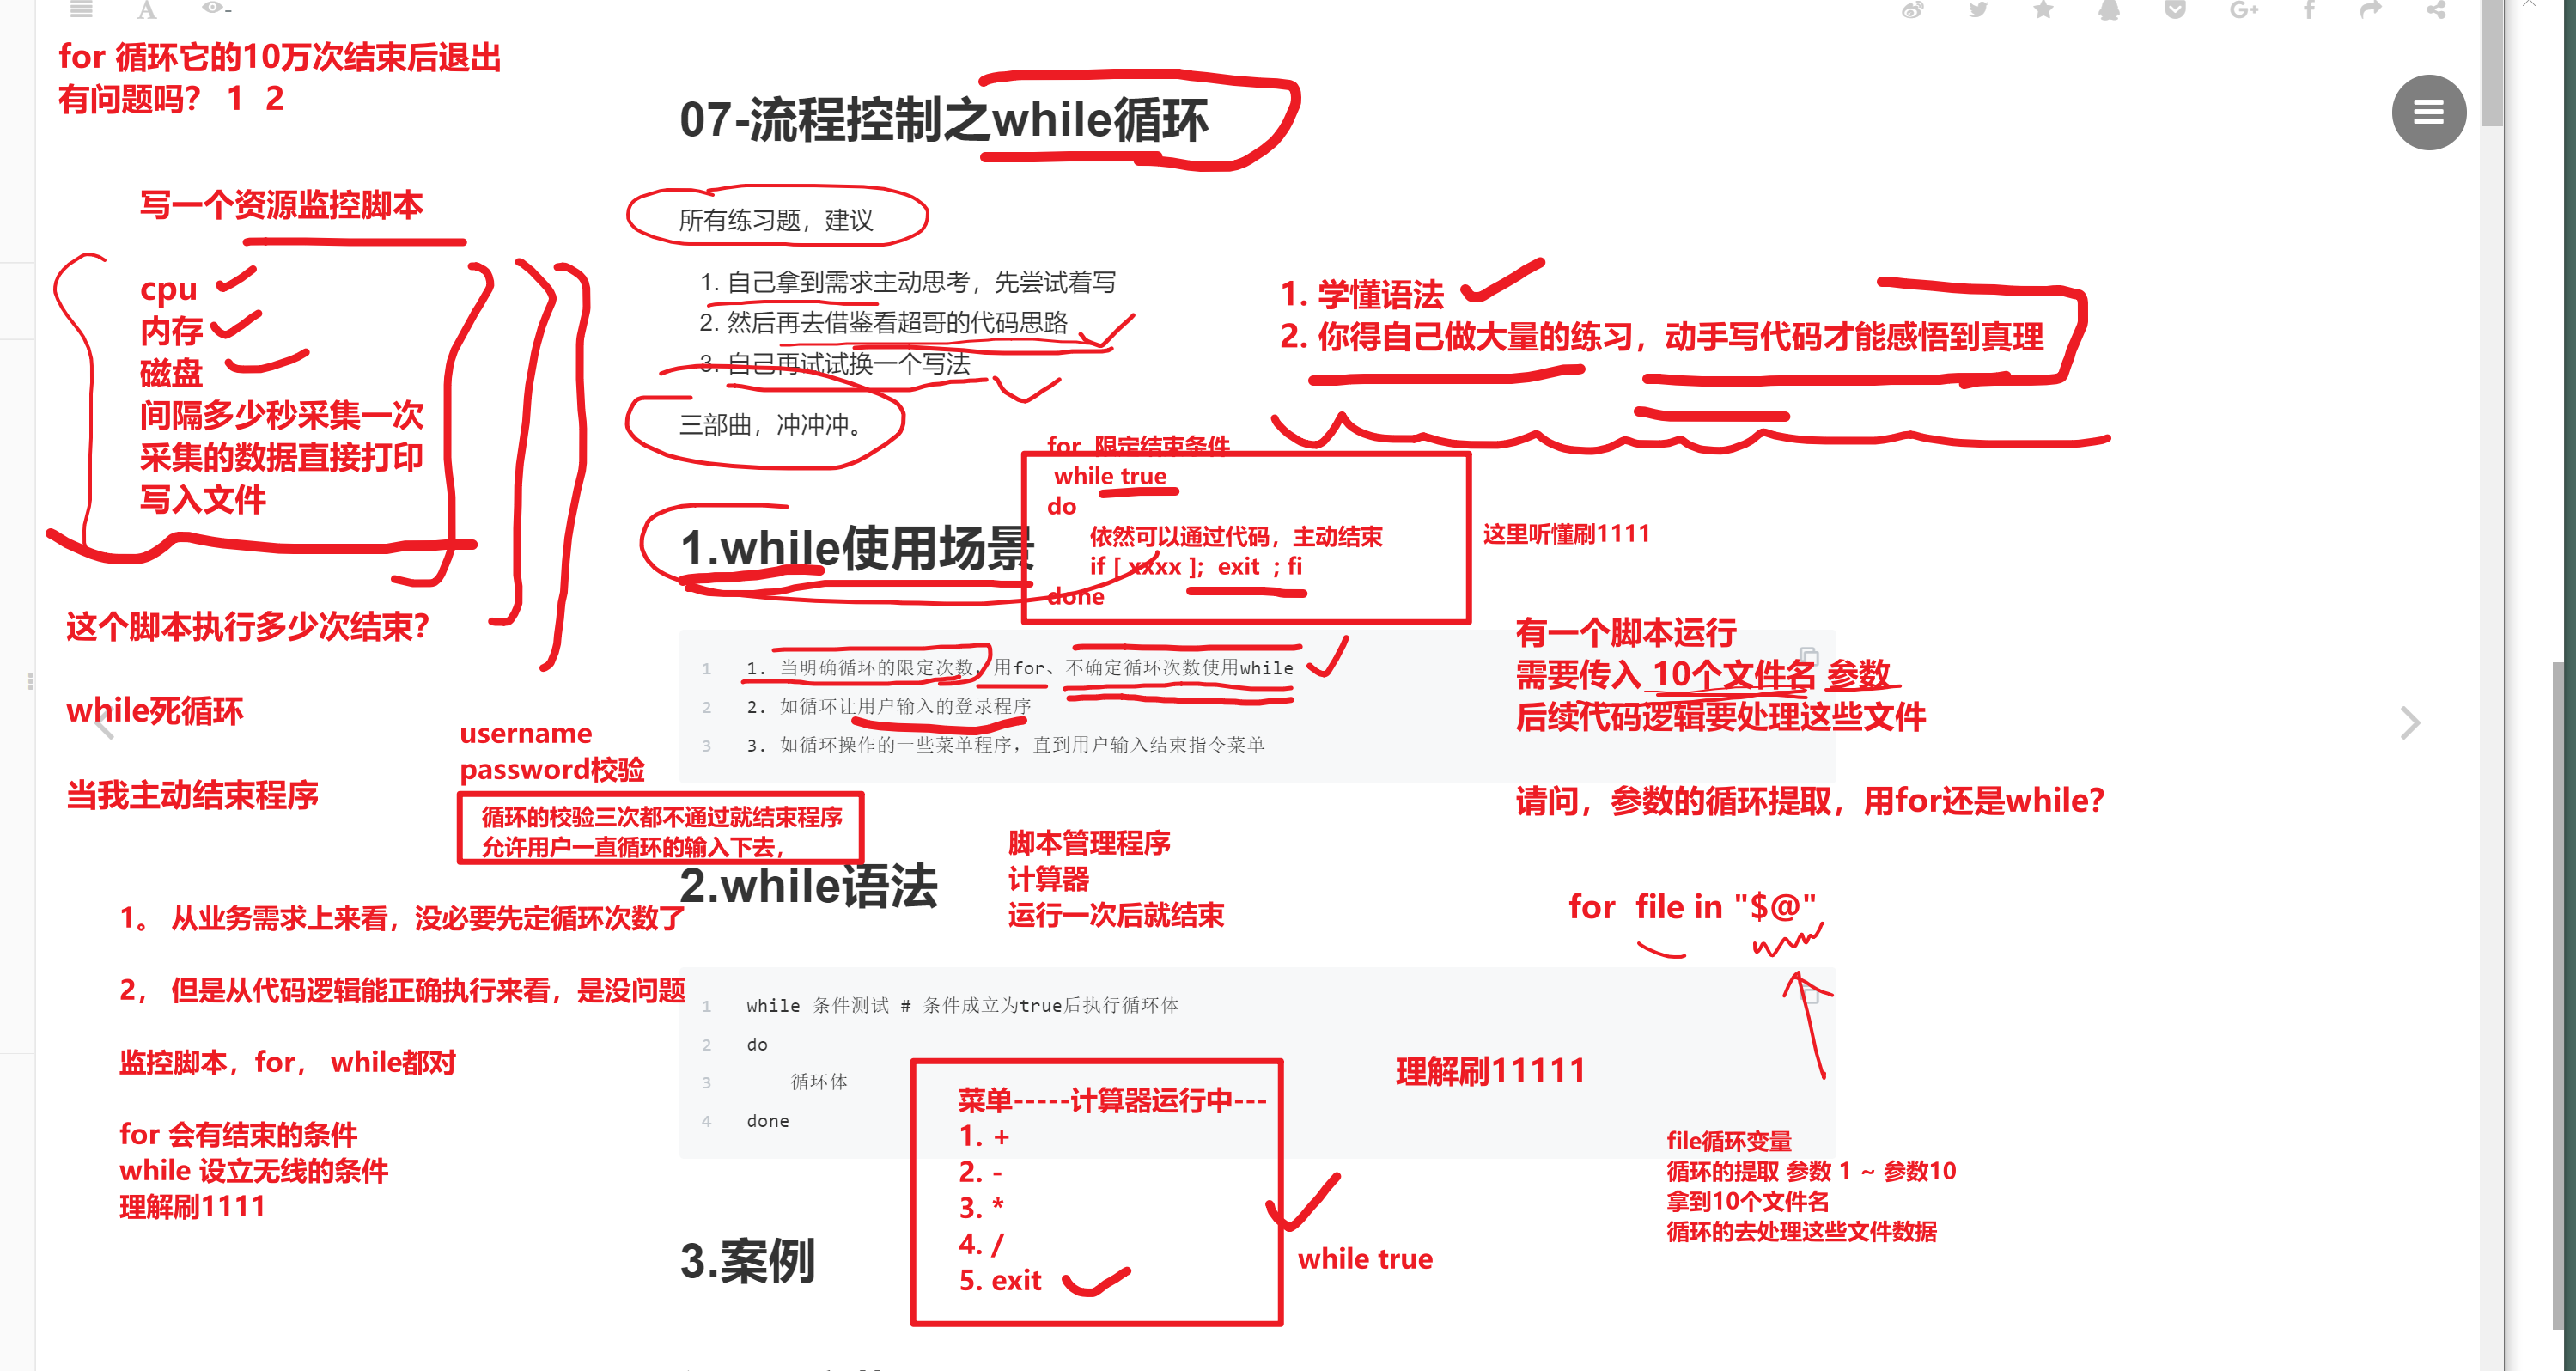 for 循环它的10万次结束后退出
有问题吗？ 1 2
07-流程控制之while循环
写一个资源监控脚本
cpu
内存
磁盘
间隔多少秒采集一次
采集的数据直接打印
写入文件
所有练习题，建议
1. 自己拿到需求主动思考，先尝试着写
2. 然后再去借鉴看超哥的代码思路
3. 自己再试试换一个写法
三部曲，冲冲冲。
1. 学懂语法
2. 你得自己做大量的练习，动手写代码才能感悟到真理
for 限定结束条件
while true
do
依然可以通过代码，主动结束
if [ xxxx ]; exit ; fi
done
这里听懂刷1111
1.while使用场景
这个脚本执行多少次结束？
while死循环
当我主动结束程序
1 1. 当明确循环的限定次数，用for、不确定循环次数使用while
2 2. 如循环让用户输入的登录程序
3 3. 如循环操作的一些菜单程序，直到用户输入结束指令菜单
有一个脚本运行
需要传入 10个文件名 参数
后续代码逻辑要处理这些文件
请问，参数的循环提取，用for还是while？
username
password校验
循环的校验三次都不通过就结束程序
允许用户一直循环的输入下去，
2.while语法
脚本管理程序
计算器
运行一次后就结束
for file in "$@"
1。 从业务需求上来看，没必要先定循环次数了
2， 但是从代码逻辑能正确执行来看，是没问题
监控脚本，for， while都对
for 会有结束的条件
while 设立无线的条件
理解刷1111
1 while 条件测试 # 条件成立为true后执行循环体
2 do
3 循环体
4 done
理解刷11111
菜单-----计算器运行中---
1. +
2. -
3. *
4. /
5. exit
while true
file循环变量
循环的提取 参数 1 ~ 参数10
拿到10个文件名
循环的去处理这些文件数据
3.案例